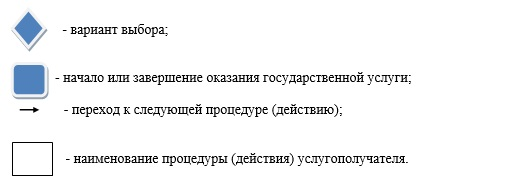 - вариант выбора;
- начало или завершение оказания государственной услуги;
- переход к следующей процедуре (действию);
- наименование процедуры (действия) услугополучателя.